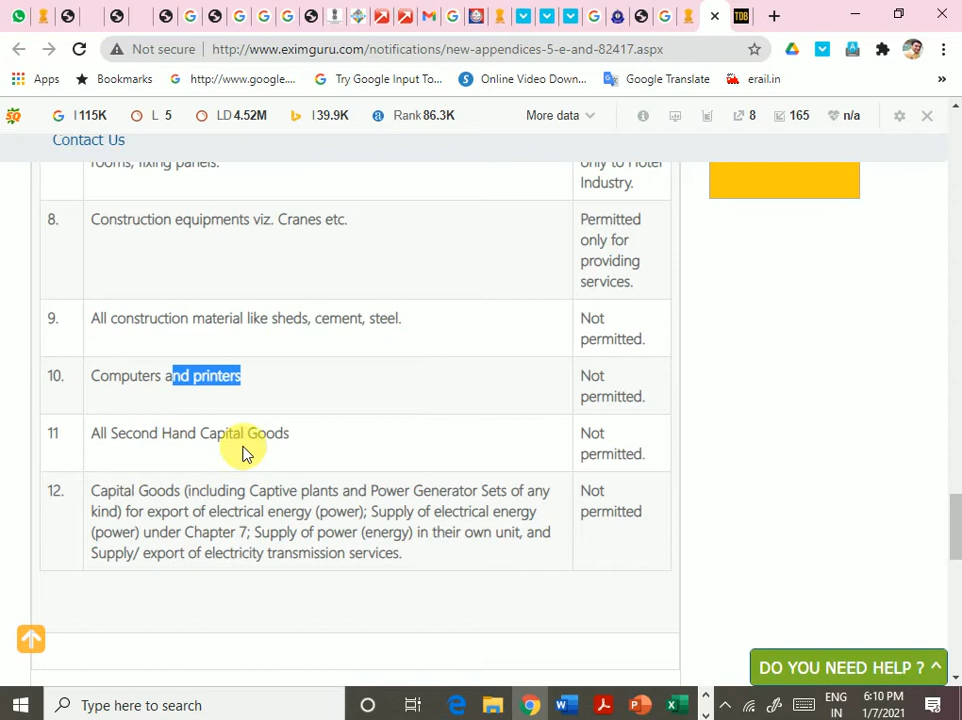 Not secure
http://www.eximguru.com/notifications/new-appendices-5-e-and-82417.aspx
Apps
Bookmarks
http://www.google....
Try Google Input To...
Online Video Down...
Google Translate
erail.in
»
I 115K
L 5
LD 4.52M
I 39.9K
Rank 86.3K
More data
8
165
n/a
Contact Us
rooms, fixing panels.
only to Hotel
Industry.
8.
Construction equipments viz. Cranes etc.
Permitted
only for
providing
services.
9.
All construction material like sheds, cement, steel.
Not
permitted.
10.
Computers and printers
Not
permitted.
11
All Second Hand Capital Goods
Not
permitted.
12.
Capital Goods (including Captive plants and Power Generator Sets of any
kind) for export of electrical energy (power); Supply of electrical energy
(power) under Chapter 7; Supply of power (energy) in their own unit, and
Supply/ export of electricity transmission services.
Not
permitted
DO YOU NEED HELP ?
Type here to search
ENG
IN
6:10 PM
1/7/2021